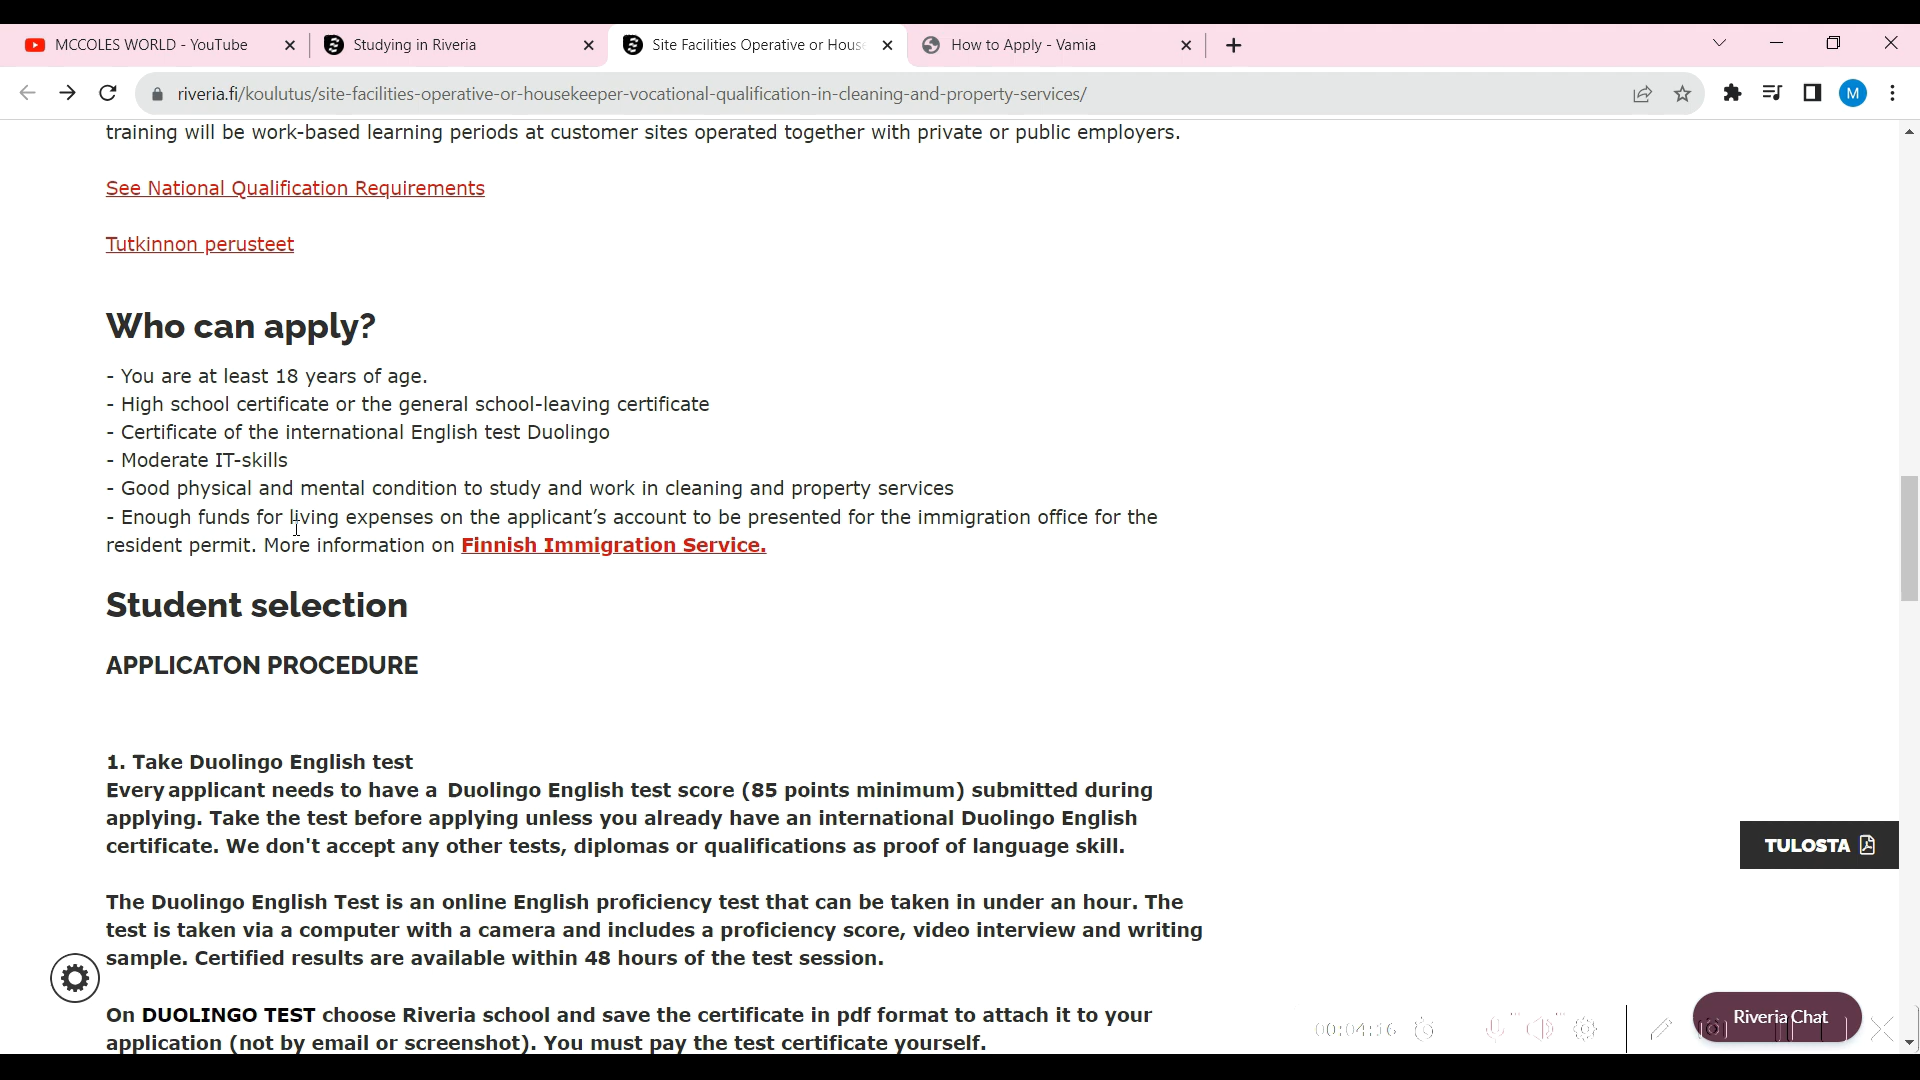 MCCOLES WORLD - YouTube
Studying in Riveria
Site Facilities Operative or House
How to Apply - Vamia
riveria.fi/koulutus/site-facilities-operative-or-housekeeper-vocational-qualification-in-cleaning-and-property-services/
M
training will be work-based learning periods at customer sites operated together with private or public employers.
See National Qualification Requirements
Tutkinnon perusteet
Who can apply?
- You are at least 18 years of age.
- High school certificate or the general school-leaving certificate
- Certificate of the international English test Duolingo
- Moderate IT-skills
- Good physical and mental condition to study and work in cleaning and property services
- Enough funds for living expenses on the applicant’s account to be presented for the immigration office for the
resident permit. More information on Finnish Immigration Service.
Student selection
APPLICATON PROCEDURE
1. Take Duolingo English test
Every applicant needs to have a Duolingo English test score (85 points minimum) submitted during
applying. Take the test before applying unless you already have an international Duolingo English
certificate. We don't accept any other tests, diplomas or qualifications as proof of language skill.
TULOSTA
The Duolingo English Test is an online English proficiency test that can be taken in under an hour. The
test is taken via a computer with a camera and includes a proficiency score, video interview and writing
sample. Certified results are available within 48 hours of the test session.
On DUOLINGO TEST choose Riveria school and save the certificate in pdf format to attach it to your
application (not by email or screenshot). You must pay the test certificate yourself.
Riveria Chat
00:04:16